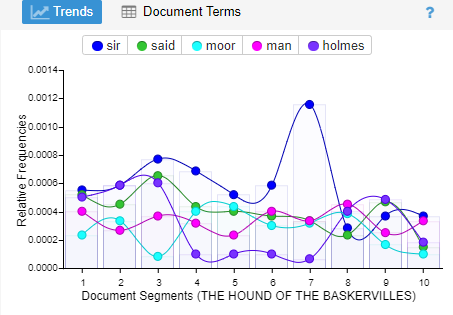 Trends Document Terms ?
sir said moor man holmes
0.0014
0.0012
0.0010
0.0008
0.0006
0.0004
0.0002
0.0000
Relative Frequencies
1 2 3 4 5 6 7 8 9 10
Document Segments (THE HOUND OF THE BASKERVILLES)